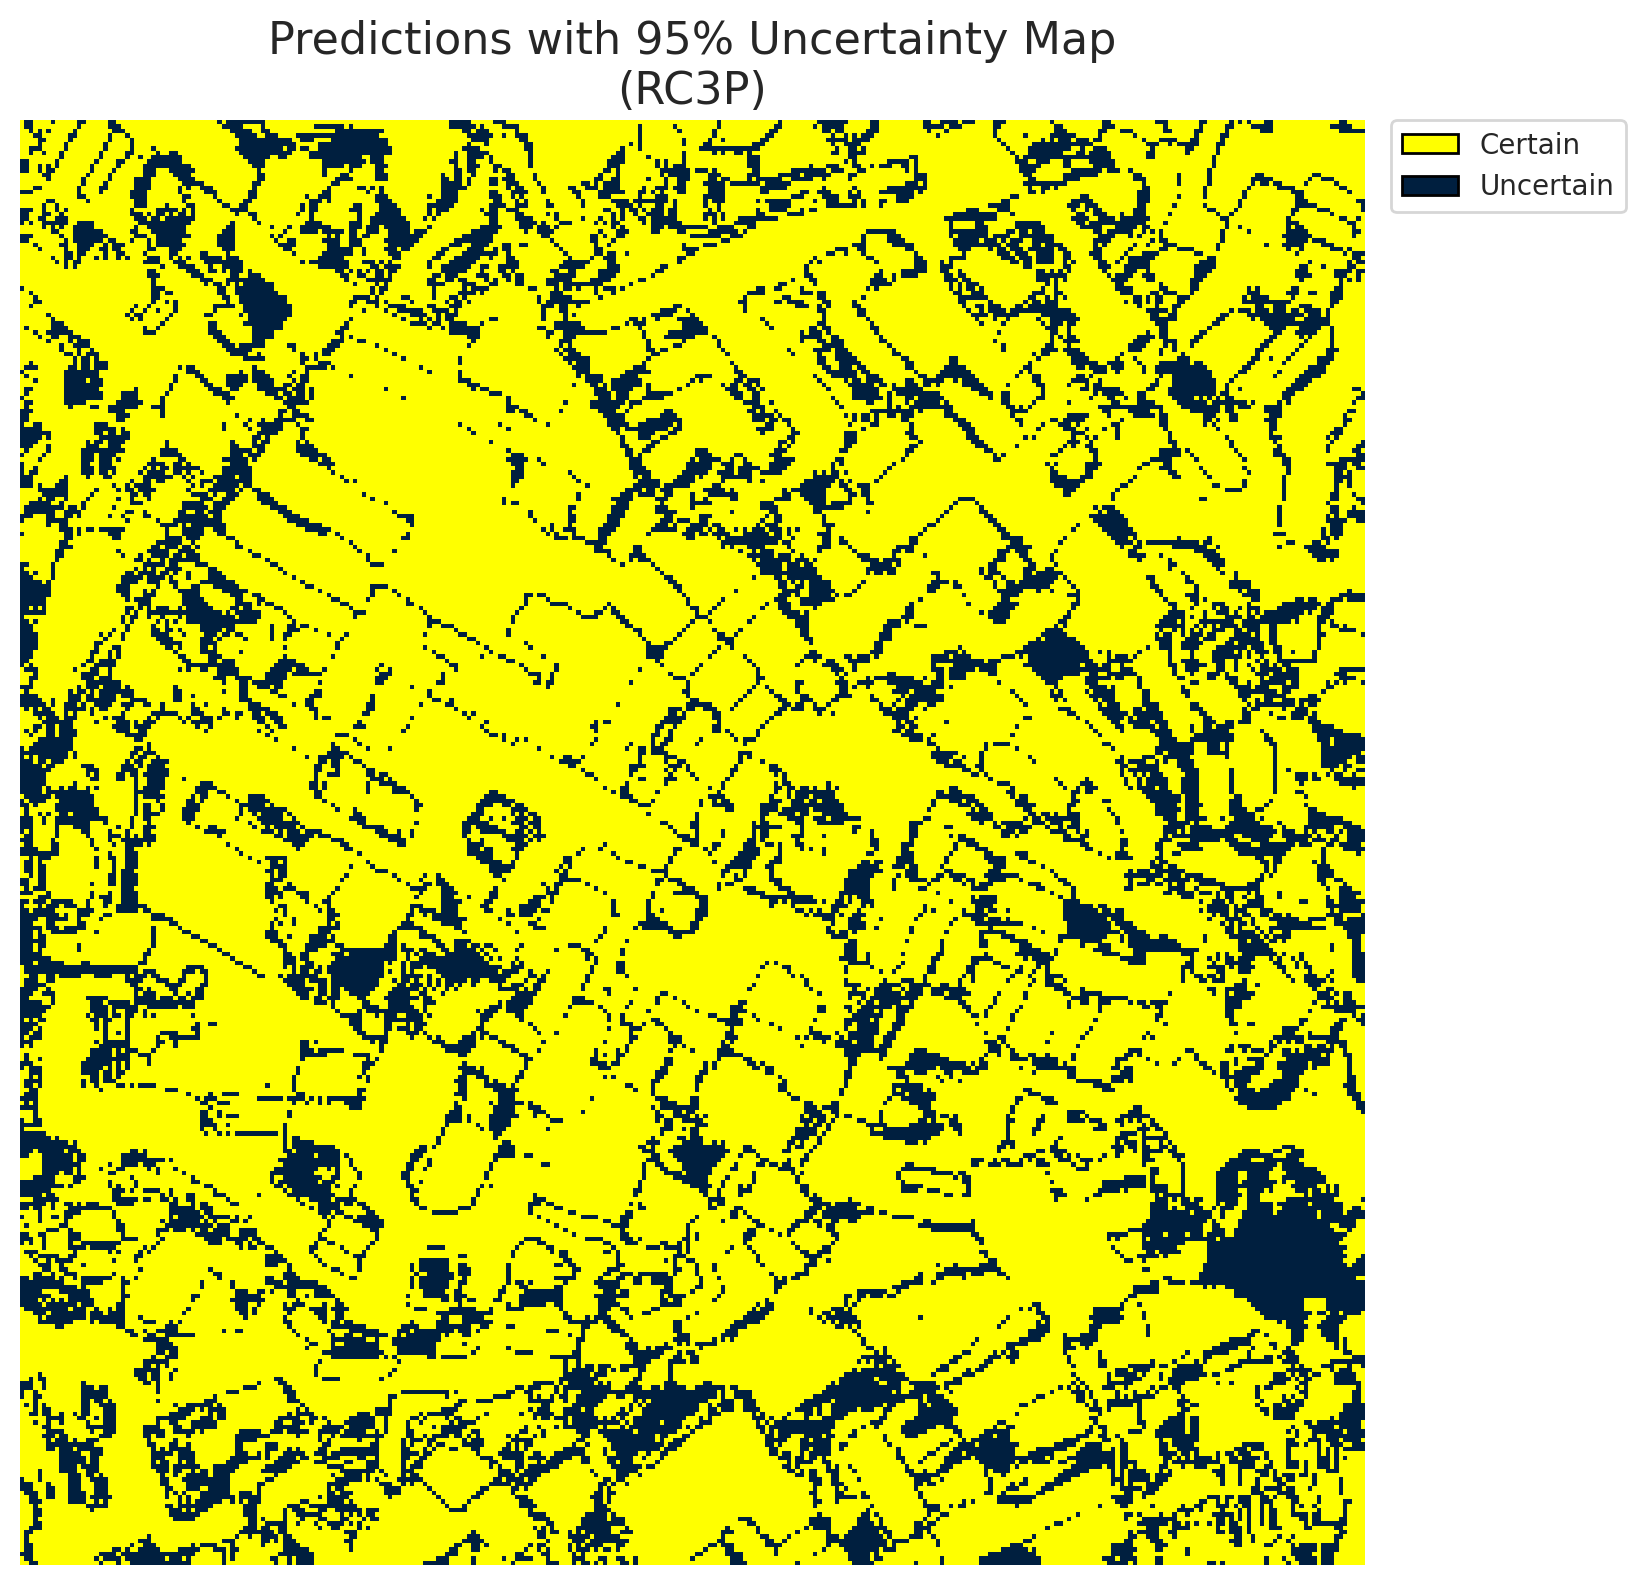 Predictions with 95% Uncertainty Map
(RC3P)
Certain
Uncertain